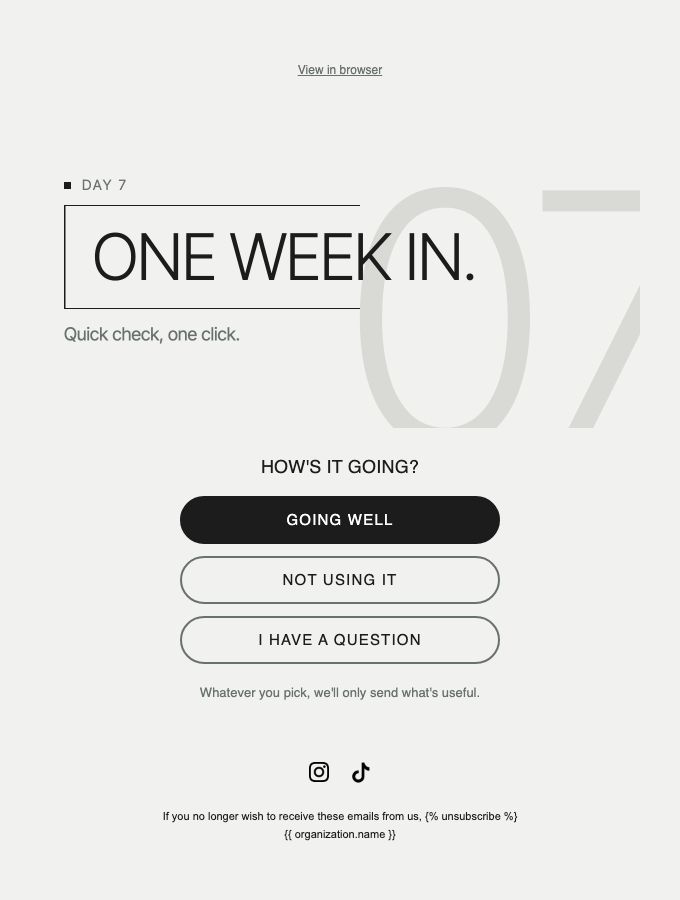 View in browser
DAY 7
07
ONE WEEK IN.
Quick check, one click.
HOW'S IT GOING?
GOING WELL
NOT USING IT
I HAVE A QUESTION
Whatever you pick, we'll only send what's useful.
If you no longer wish to receive these emails from us, {% unsubscribe %}
{{ organization.name }}